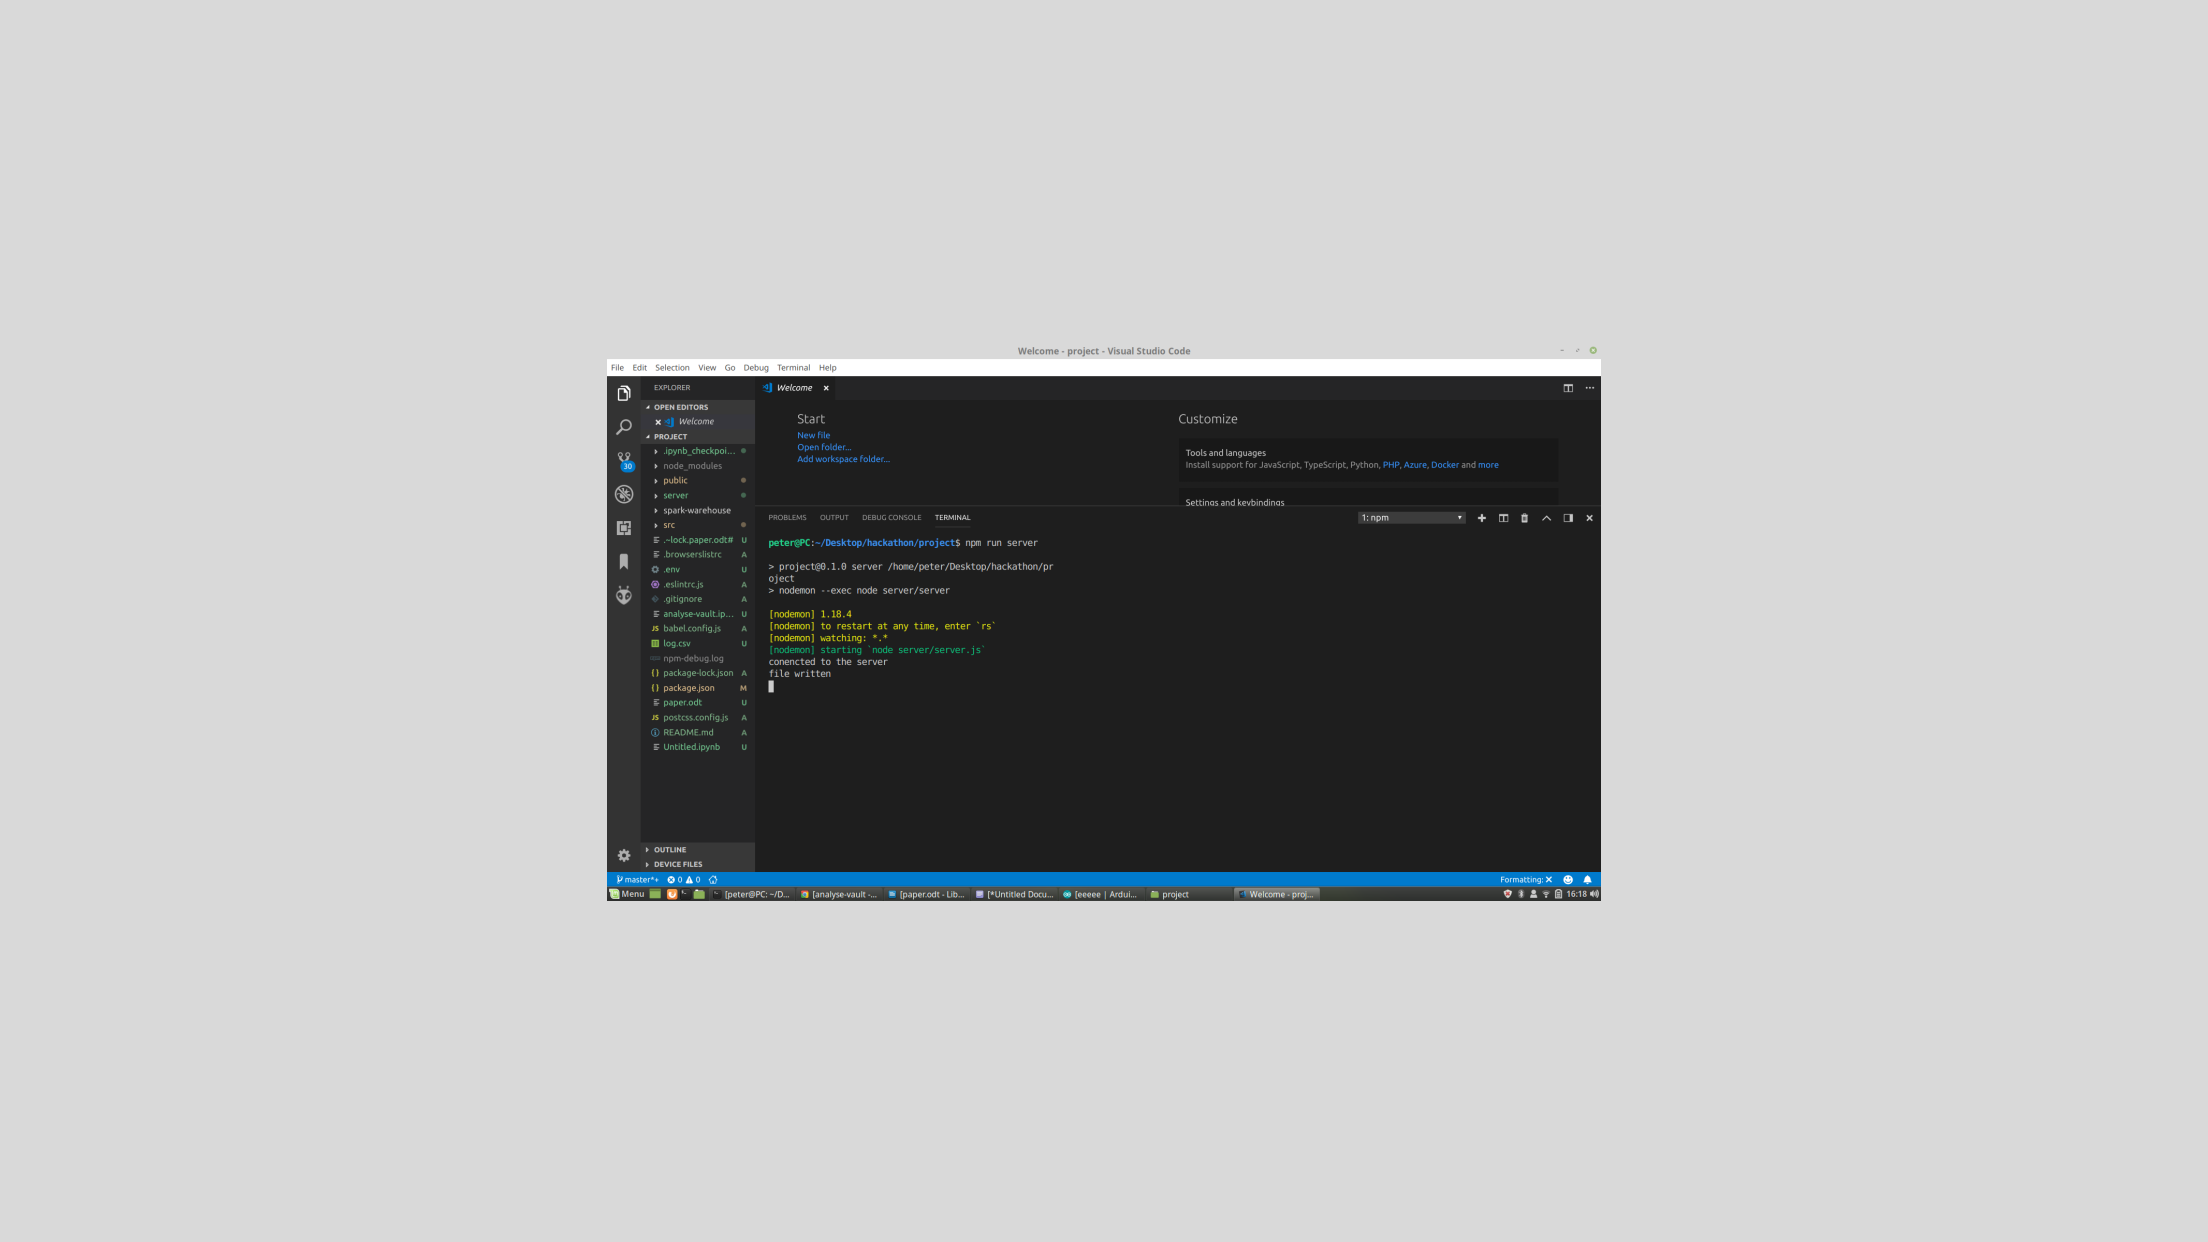 Welcome - project - Visual Studio Code
File Edit Selection View Go Debug Terminal Help
EXPLORER
Welcome
OPEN EDITORS
Welcome
PROJECT
.ipynb_checkpoi...
node_modules
public
server
spark-warehouse
src
.~lock.paper.odt# U
.browserslistrc A
.env U
.eslintrc.js A
.gitignore A
analyse-vault.ip... U
JS babel.config.js A
log.csv U
npm-debug.log
{} package-lock.json A
{} package.json M
paper.odt U
JS postcss.config.js A
README.md A
Untitled.ipynb U
OUTLINE
DEVICE FILES
30
Start
New file
Open folder...
Add workspace folder...
Customize
Tools and languages
Install support for JavaScript, TypeScript, Python, PHP, Azure, Docker and more
Settings and keybindings
PROBLEMS OUTPUT DEBUG CONSOLE TERMINAL
1: npm
peter@PC:~/Desktop/hackathon/project$ npm run server
> project@0.1.0 server /home/peter/Desktop/hackathon/pr
oject
> nodemon --exec node server/server
[nodemon] 1.18.4
[nodemon] to restart at any time, enter `rs`
[nodemon] watching: *.*
[nodemon] starting `node server/server.js`
conencted to the server
file written
master*+ 0 0
Formatting: ✕
Menu
[peter@PC: ~/D...
[analyse-vault -...
[paper.odt - Lib...
[*Untitled Docu...
[eeeee | Ardui...
project
Welcome - proj...
16:18